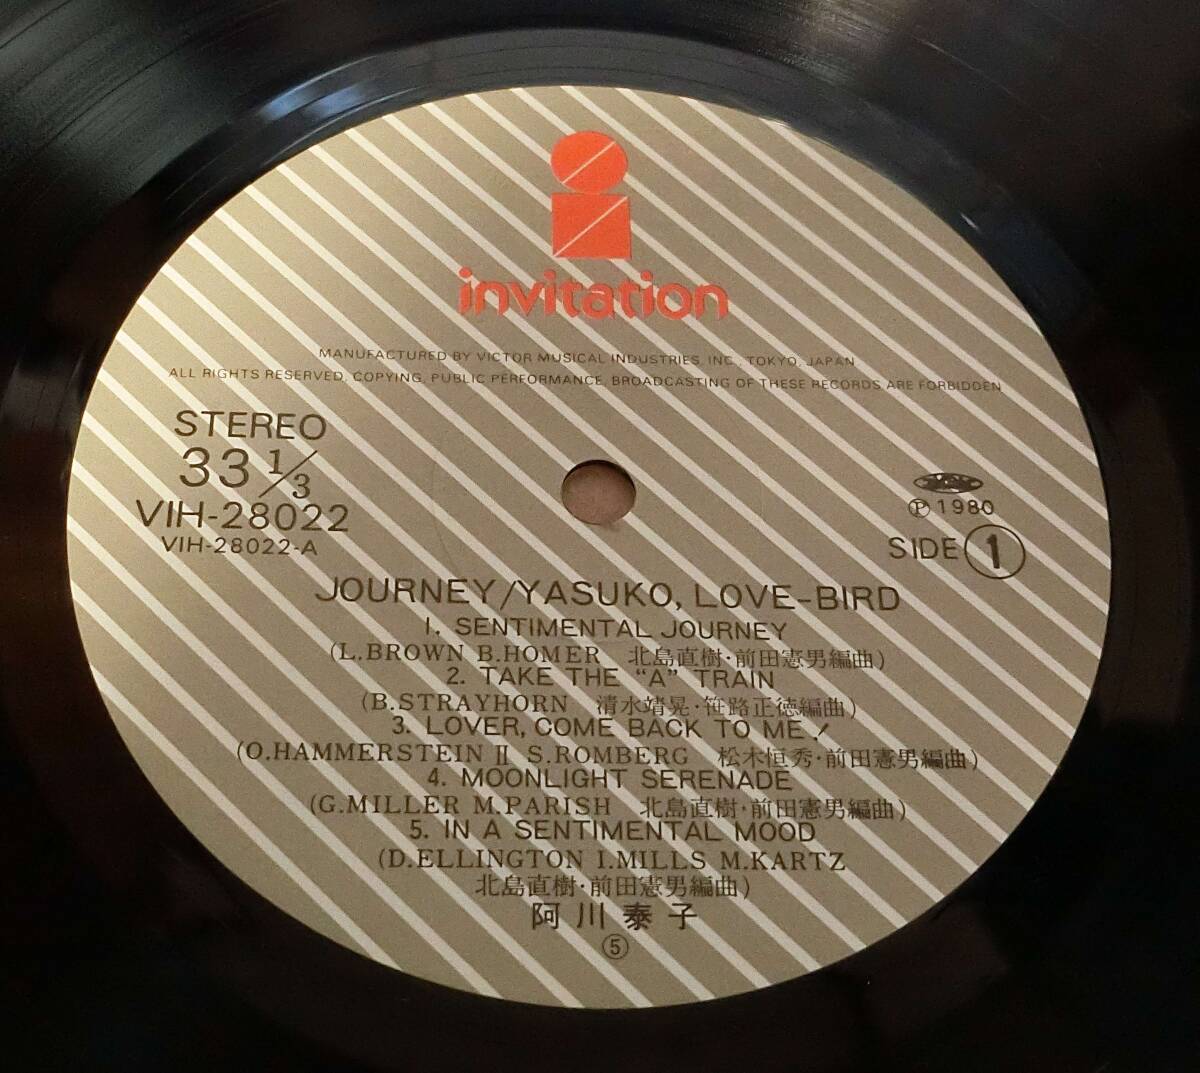 invitation
MANUFACTURED BY VICTOR MUSICAL INDUSTRIES, INC., TOKYO, JAPAN
ALL RIGHTS RESERVED, COPYING, PUBLIC PERFORMANCE, BROADCASTING OF THESE RECORDS ARE FORBIDDEN
STEREO
33 1/3
VIH-28022
VIH-28022-A
Ⓟ1980
SIDE 1
JOURNEY/YASUKO, LOVE-BIRD
1. SENTIMENTAL JOURNEY
(L.BROWN B.HOMER 北島直樹・前田憲男編曲)
2. TAKE THE "A" TRAIN
(B.STRAYHORN 清水靖晃・笹路正徳編曲)
3. LOVER, COME BACK TO ME!
(O.HAMMERSTEIN II S.ROMBERG 松木恒秀・前田憲男編曲)
4. MOONLIGHT SERENADE
(G.MILLER M.PARISH 北島直樹・前田憲男編曲)
5. IN A SENTIMENTAL MOOD
(D.ELLINGTON I.MILLS M.KARTZ
北島直樹・前田憲男編曲)
阿川泰子
⑤